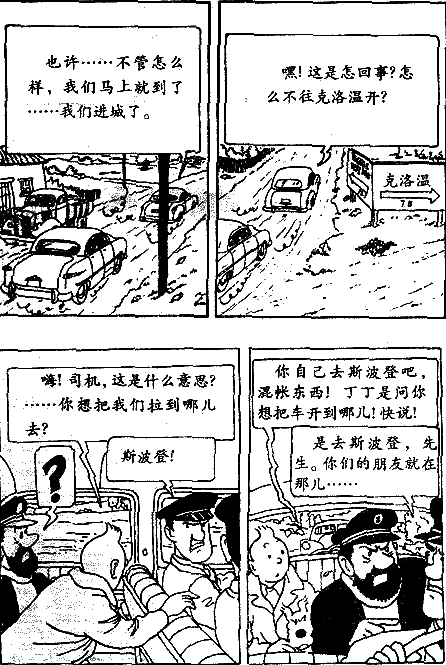 也许……不管怎么
样，我们马上就到了
……我们进城了。
嘿！这是怎回事？怎
么不往克洛温开？
克洛温
78
嗨！司机，这是什么意思？
……你想把我们拉到哪儿
去？
斯波登！
?
你自己去斯波登吧，
混帐东西！丁丁是问你
想把车开到哪儿！快说！
是去斯波登，先
生。你们的朋友就在
那儿……